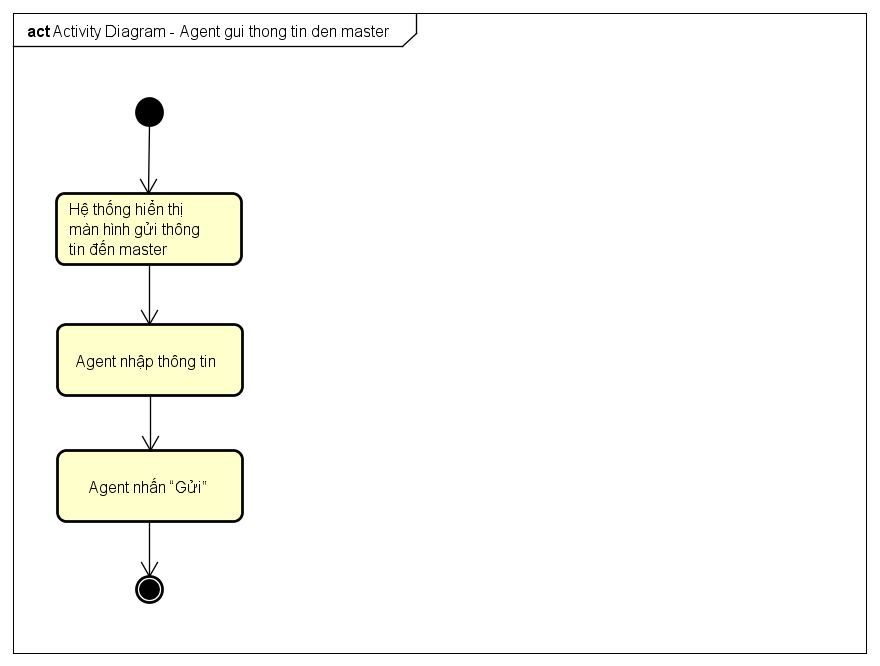 act Activity Diagram - Agent gui thong tin den master
Hệ thống hiển thị
màn hình gửi thông
tin đến master
Agent nhập thông tin
Agent nhấn “Gửi”